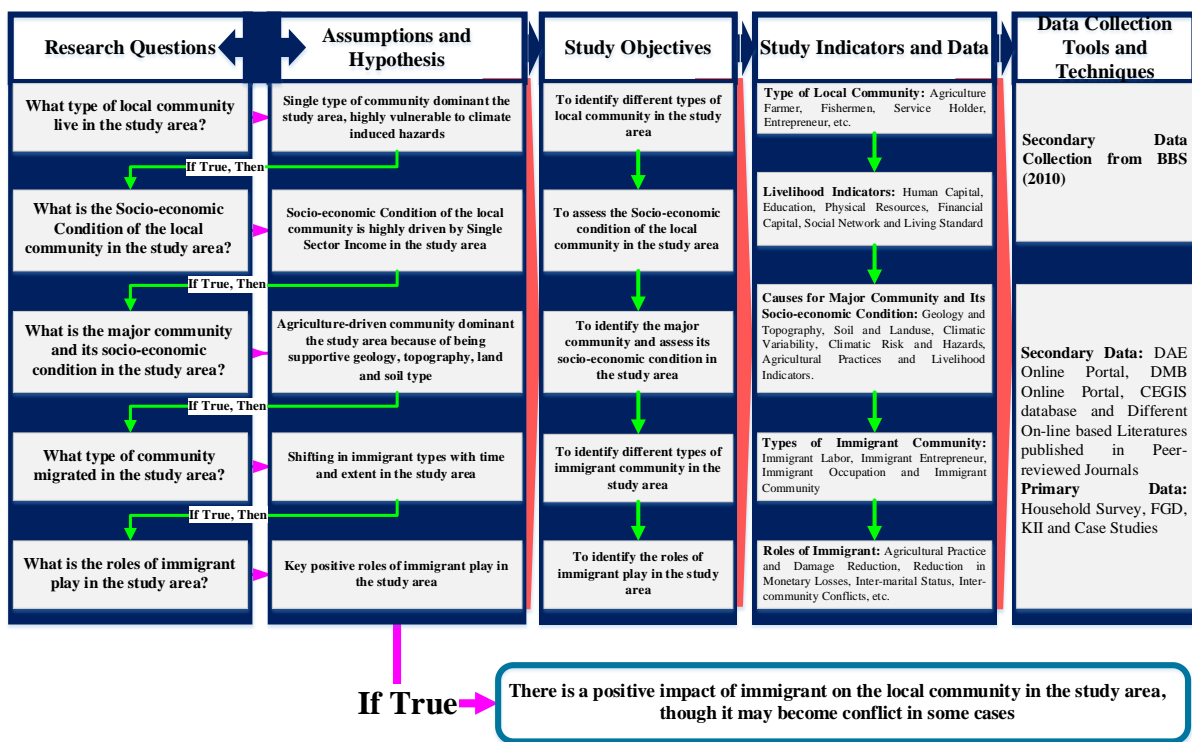 Research Questions
Assumptions and
Hypothesis
Study Objectives
Study Indicators and Data
Data Collection
Tools and
Techniques
What type of local community
live in the study area?
Single type of community dominant the
study area, highly vulnerable to climate
induced hazards
To identify different types of
local community in the study
area
Type of Local Community: Agriculture
Farmer, Fishermen, Service Holder,
Entrepreneur, etc.
Secondary Data
Collection from BBS
(2010)
If True, Then
What is the Socio-economic
Condition of the local
community in the study area?
Socio-economic Condition of the local
community is highly driven by Single
Sector Income in the study area
To assess the Socio-economic
condition of the local
community in the study area
Livelihood Indicators: Human Capital,
Education, Physical Resources, Financial
Capital, Social Network and Living Standard
If True, Then
What is the major community
and its socio-economic
condition in the study area?
Agriculture-driven community dominant
the study area because of being
supportive geology, topography, land
and soil type
To identify the major
community and assess its
socio-economic condition in
the study area
Causes for Major Community and Its
Socio-economic Condition: Geology and
Topography, Soil and Landuse, Climatic
Variability, Climatic Risk and Hazards,
Agricultural Practices and Livelihood
Indicators.
Secondary Data: DAE
Online Portal, DMB
Online Portal, CEGIS
database and Different
On-line based Literatures
published in Peer-
reviewed Journals
Primary Data:
Household Survey, FGD,
KII and Case Studies
If True, Then
What type of community
migrated in the study area?
Shifting in immigrant types with time
and extent in the study area
To identify different types of
immigrant community in the
study area
Types of Immigrant Community:
Immigrant Labor, Immigrant Entrepreneur,
Immigrant Occupation and Immigrant
Community
If True, Then
What is the roles of immigrant
play in the study area?
Key positive roles of immigrant play in
the study area
To identify the roles of
immigrant play in the study
area
Roles of Immigrant: Agricultural Practice
and Damage Reduction, Reduction in
Monetary Losses, Inter-marital Status, Inter-
community Conflicts, etc.
If True
There is a positive impact of immigrant on the local community in the study area,
though it may become conflict in some cases